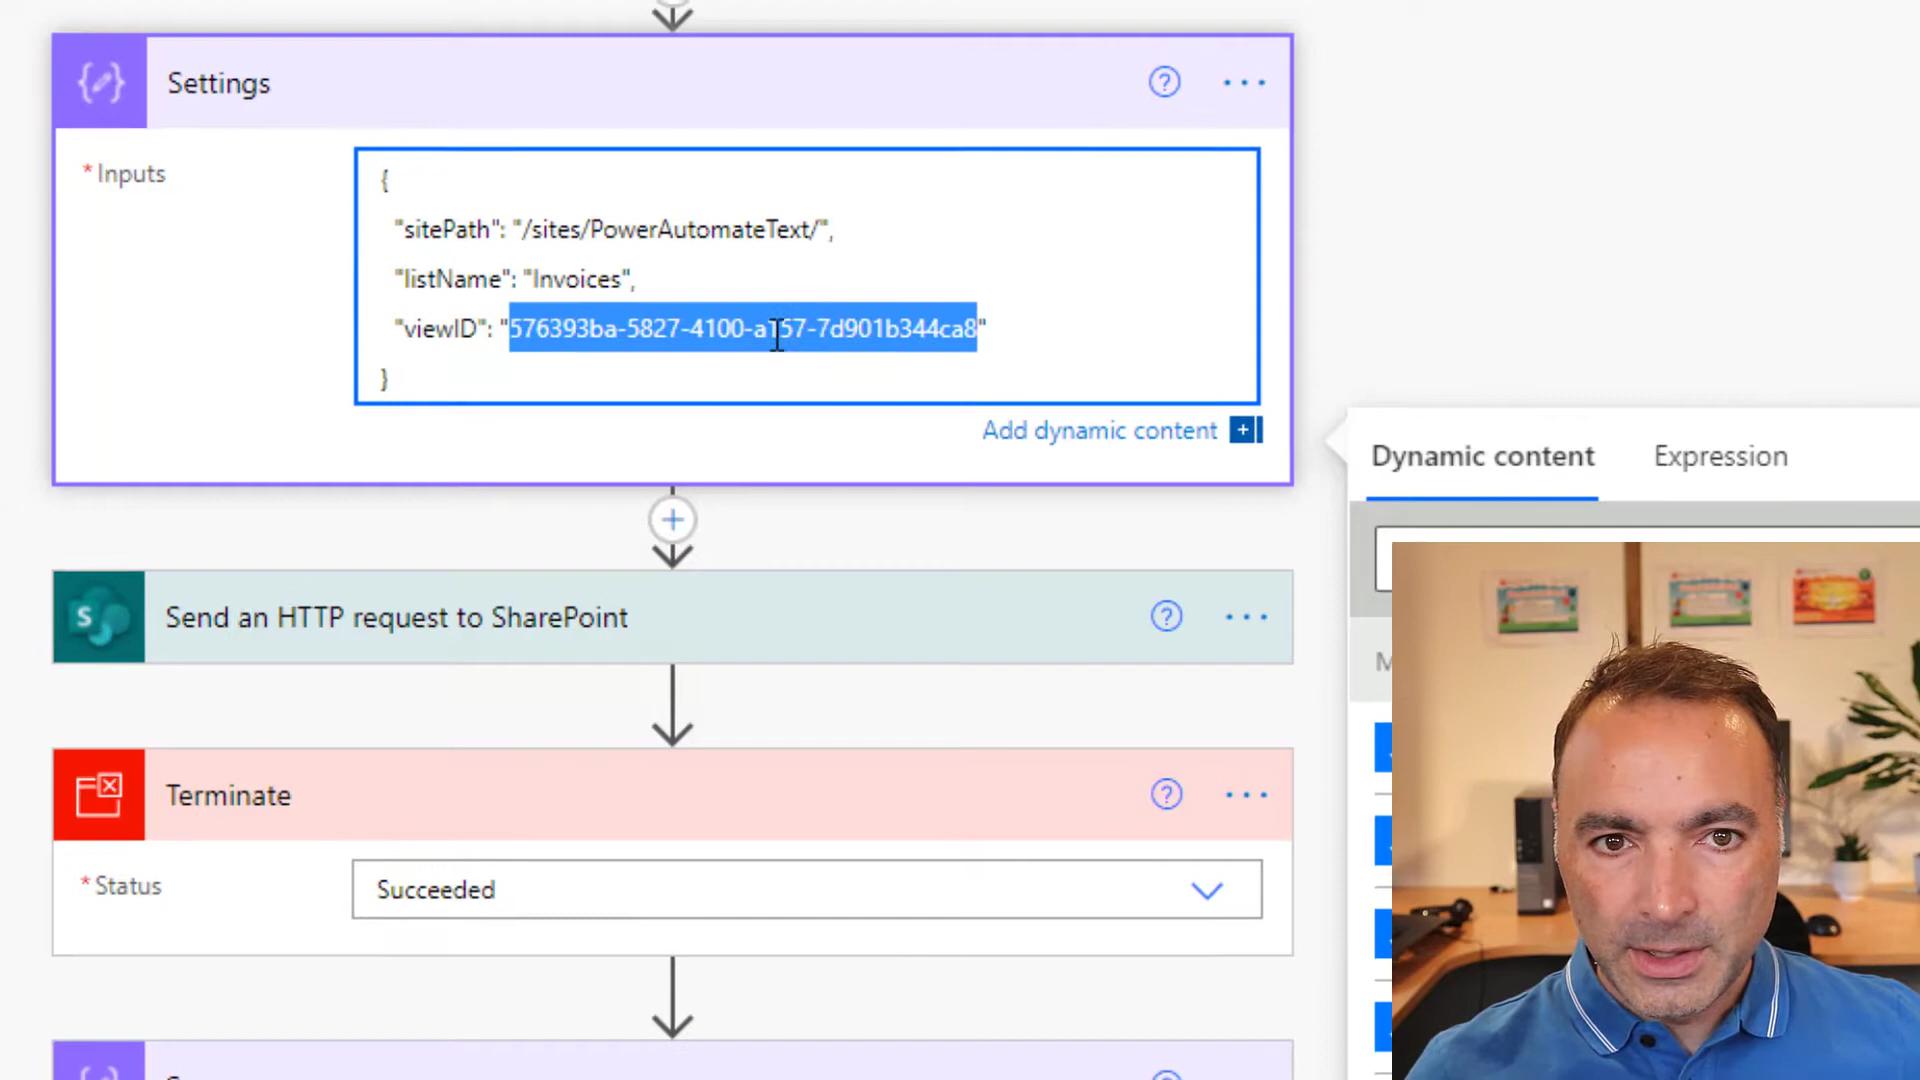 Settings
* Inputs
{
"sitePath": "/sites/PowerAutomateText/",
"listName": "Invoices",
"viewID": "576393ba-5827-4100-a157-7d901b344ca8"
}
Add dynamic content
Dynamic content
Expression
Send an HTTP request to SharePoint
Terminate
* Status
Succeeded